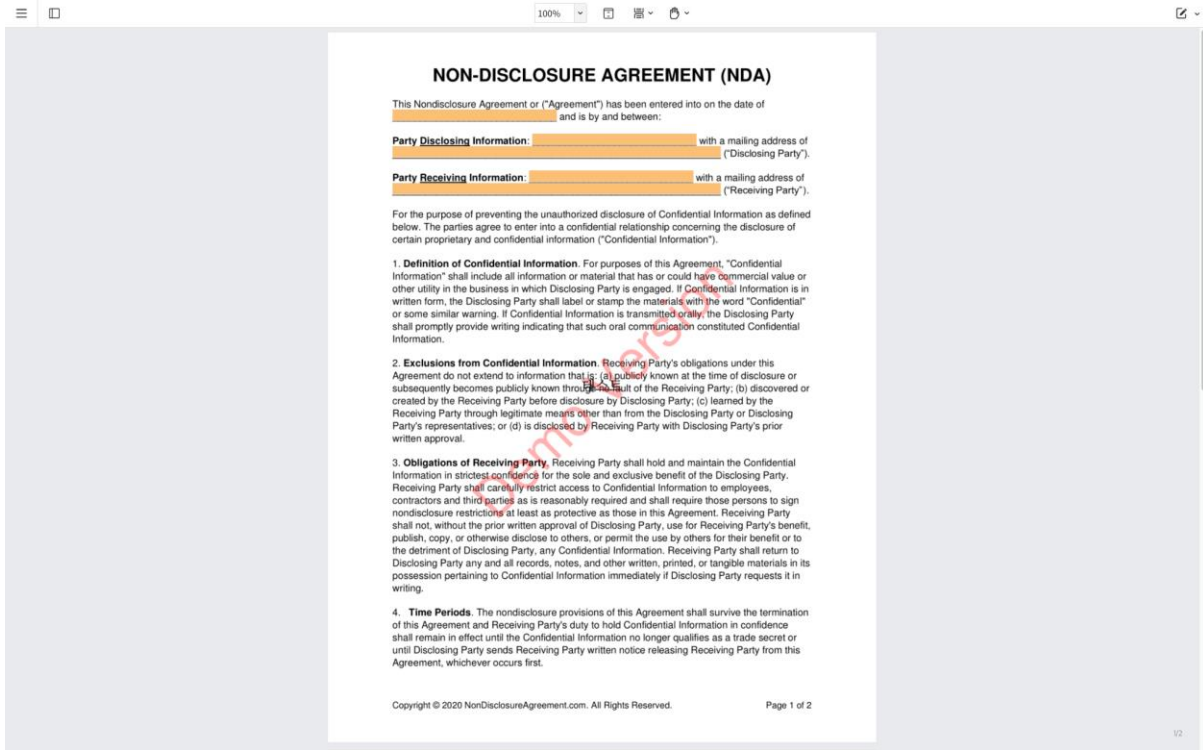 100%
NON-DISCLOSURE AGREEMENT (NDA)
This Nondisclosure Agreement or ("Agreement") has been entered into on the date of
and is by and between:
Party Disclosing Information: with a mailing address of
("Disclosing Party").
Party Receiving Information: with a mailing address of
("Receiving Party").
For the purpose of preventing the unauthorized disclosure of Confidential Information as defined
below. The parties agree to enter into a confidential relationship concerning the disclosure of
certain proprietary and confidential information ("Confidential Information").
1. Definition of Confidential Information. For purposes of this Agreement, "Confidential
Information" shall include all information or material that has or could have commercial value or
other utility in the business in which Disclosing Party is engaged. If Confidential Information is in
written form, the Disclosing Party shall label or stamp the materials with the word "Confidential"
or some similar warning. If Confidential Information is transmitted orally, the Disclosing Party
shall promptly provide writing indicating that such oral communication constituted Confidential
Information.
2. Exclusions from Confidential Information. Receiving Party's obligations under this
Agreement do not extend to information that is: (a) publicly known at the time of disclosure or
subsequently becomes publicly known through no fault of the Receiving Party; (b) discovered or
created by the Receiving Party before disclosure by Disclosing Party; (c) learned by the
Receiving Party through legitimate means other than from the Disclosing Party or Disclosing
Party's representatives; or (d) is disclosed by Receiving Party with Disclosing Party's prior
written approval.
3. Obligations of Receiving Party. Receiving Party shall hold and maintain the Confidential
Information in strictest confidence for the sole and exclusive benefit of the Disclosing Party.
Receiving Party shall carefully restrict access to Confidential Information to employees,
contractors and third parties as is reasonably required and shall require those persons to sign
nondisclosure restrictions at least as protective as those in this Agreement. Receiving Party
shall not, without the prior written approval of Disclosing Party, use for Receiving Party's benefit,
publish, copy, or otherwise disclose to others, or permit the use by others for their benefit or to
the detriment of Disclosing Party, any Confidential Information. Receiving Party shall return to
Disclosing Party any and all records, notes, and other written, printed, or tangible materials in its
possession pertaining to Confidential Information immediately if Disclosing Party requests it in
writing.
4. Time Periods. The nondisclosure provisions of this Agreement shall survive the termination
of this Agreement and Receiving Party's duty to hold Confidential Information in confidence
shall remain in effect until the Confidential Information no longer qualifies as a trade secret or
until Disclosing Party sends Receiving Party written notice releasing Receiving Party from this
Agreement, whichever occurs first.
Copyright © 2020 NonDisclosureAgreement.com. All Rights Reserved. Page 1 of 2
Demo Version
1/2